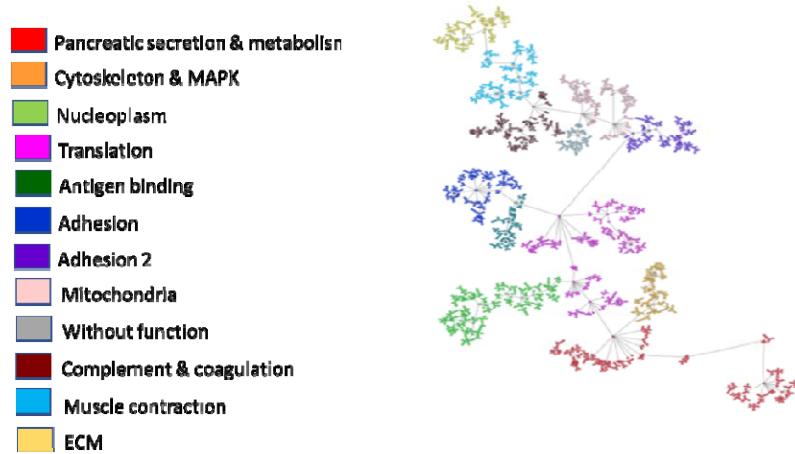 Pancreatic secretion & metabolism
Cytoskeleton & MAPK
Nucleoplasm
Translation
Antigen binding
Adhesion
Adhesion 2
Mitochondria
Without function
Complement & coagulation
Muscle contraction
ECM